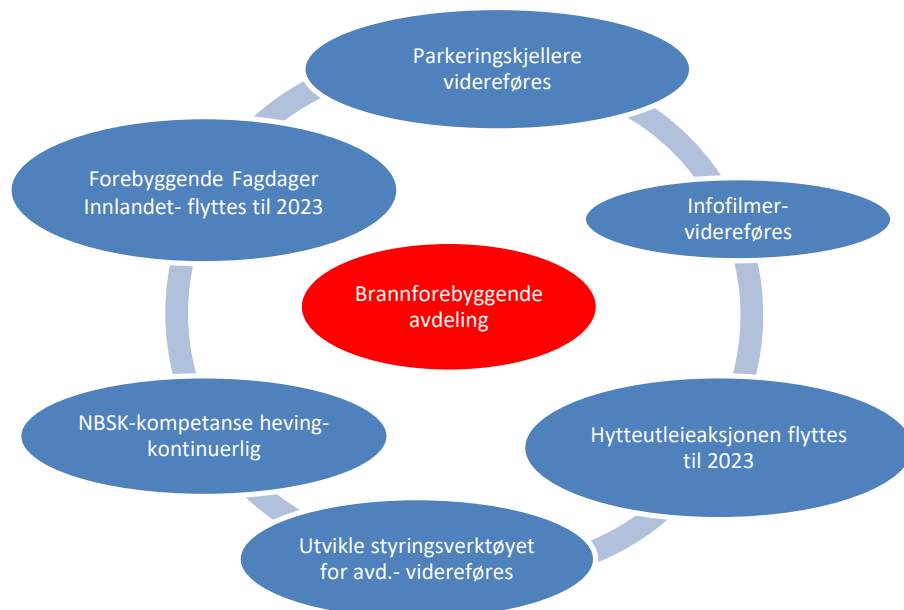 Parkeringskjellere
videreføres
Forebyggende Fagdager
Innlandet- flyttes til 2023
Infofilmer-
videreføres
Brannforebyggende
avdeling
NBSK-kompetanse heving-
kontinuerlig
Hytteutleieaksjonen flyttes
til 2023
Utvikle styringsverktøyet
for avd.- videreføres